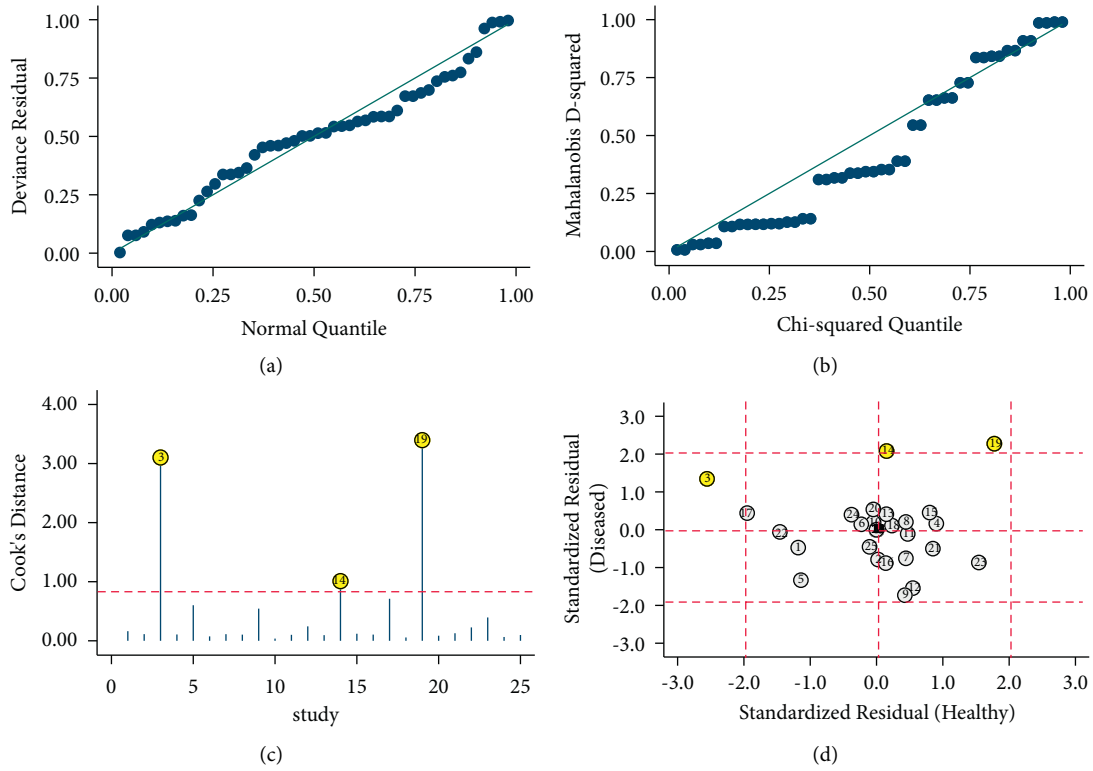 1.00
0.75
0.50
0.25
0.00
Deviance Residual
0.00 0.25 0.50 0.75 1.00
Normal Quantile
(a)
1.00
0.75
0.50
0.25
0.00
Mahalanobis D-squared
0.00 0.25 0.50 0.75 1.00
Chi-squared Quantile
(b)
4.00
3.00
2.00
1.00
0.00
Cook's Distance
3
14
19
0 5 10 15 20 25
study
(c)
3.0
2.0
1.0
0.0
-1.0
-2.0
-3.0
Standardized Residual
(Diseased)
19
14
3
17
24
20
13
15
6
18
8
4
22
11
1
25
21
2
16
7
23
5
12
9
-3.0 -2.0 -1.0 0.0 1.0 2.0 3.0
Standardized Residual (Healthy)
(d)